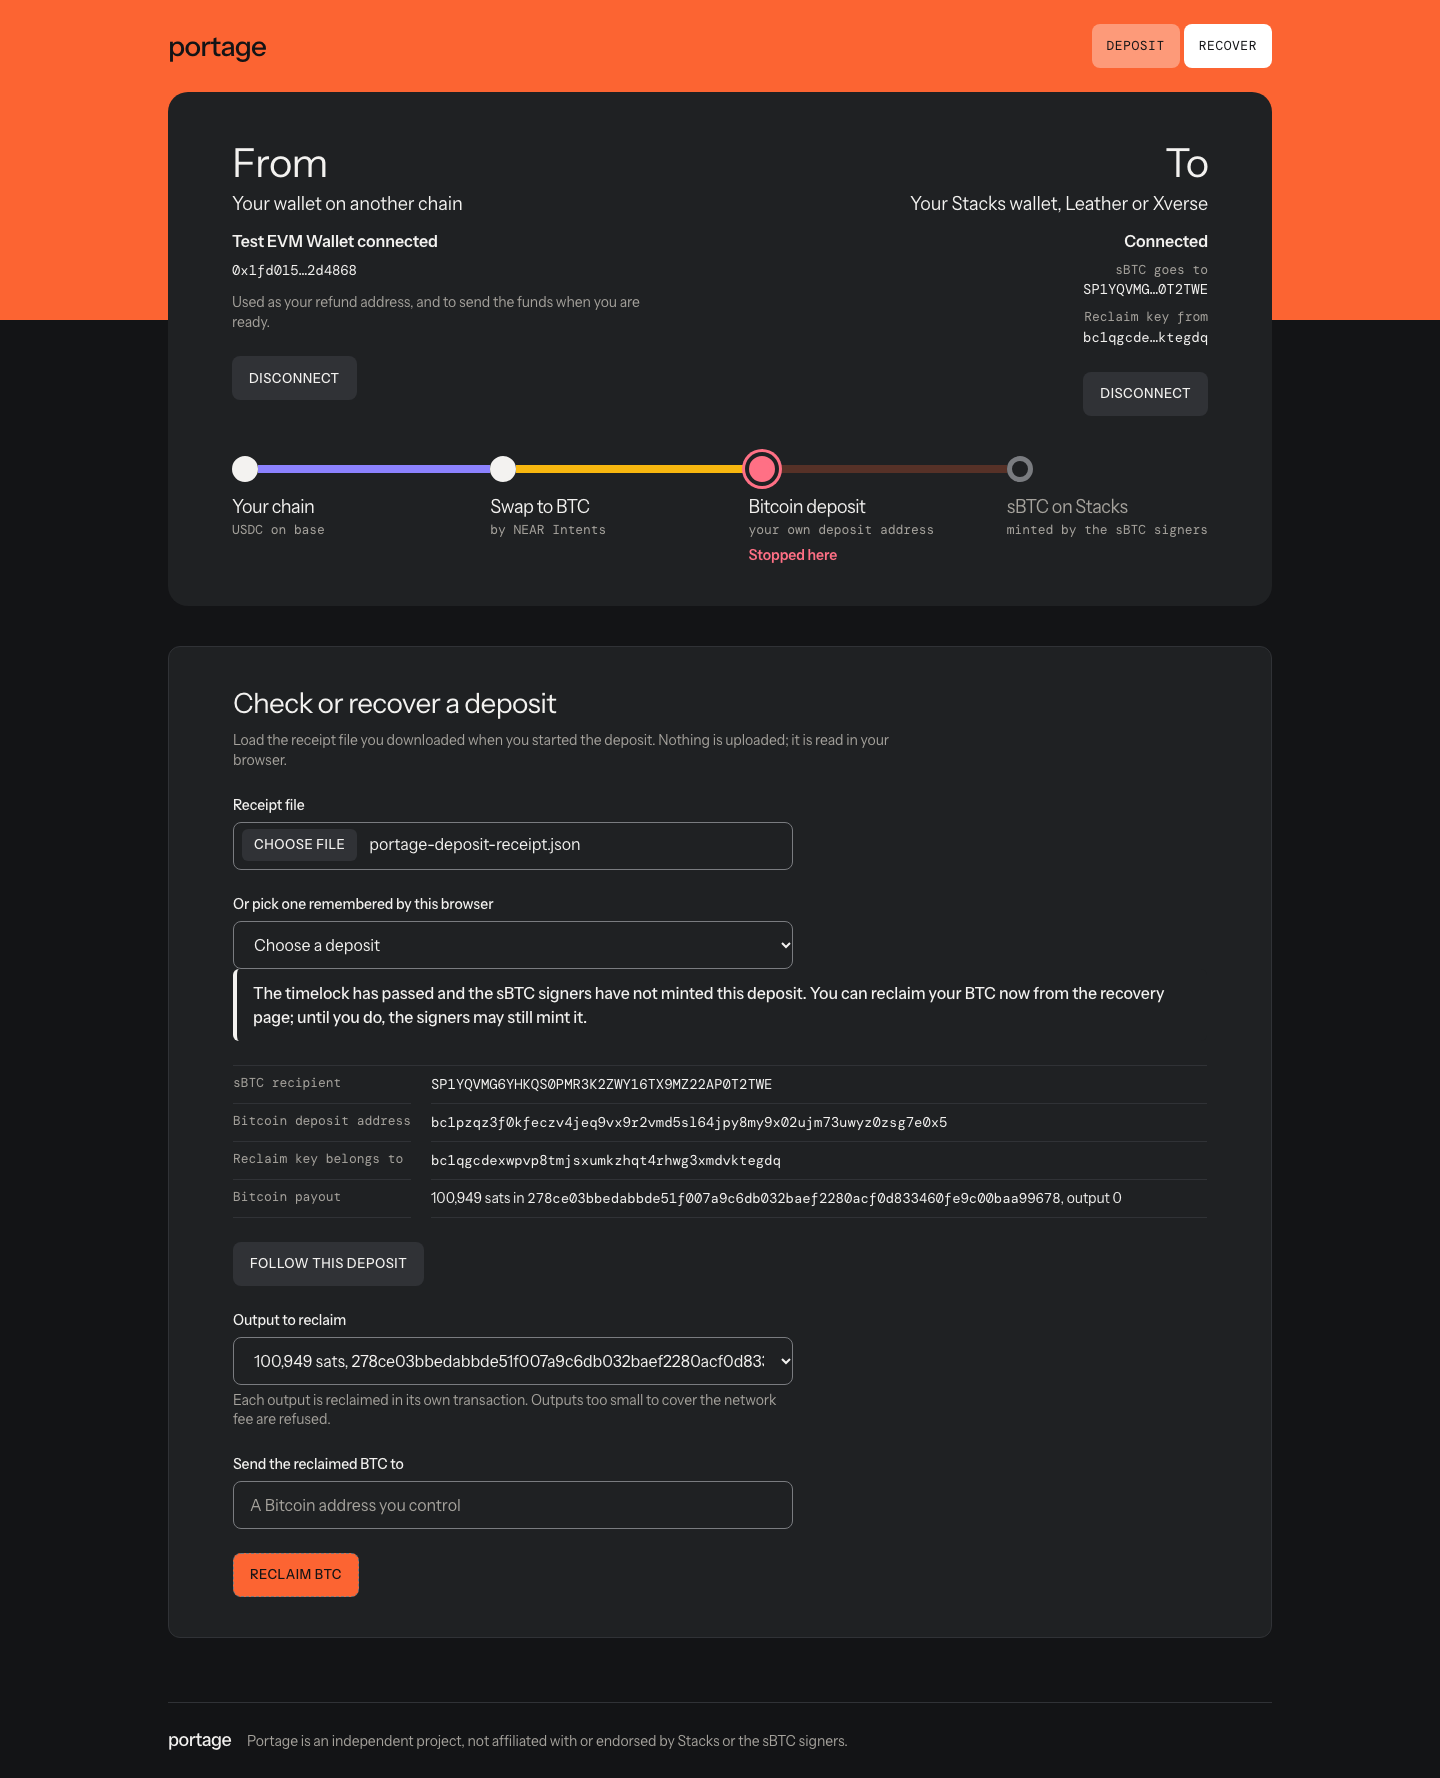 portage
DEPOSIT
RECOVER
From
To
Your wallet on another chain
Your Stacks wallet, Leather or Xverse
Test EVM Wallet connected
Connected
0x1fd015…2d4868
sBTC goes to
SP1YQVMG…0T2TWE
Used as your refund address, and to send the funds when you are
ready.
Reclaim key from
bc1qgcde…ktegdq
DISCONNECT
DISCONNECT
Your chain
USDC on base
Swap to BTC
by NEAR Intents
Bitcoin deposit
your own deposit address
Stopped here
sBTC on Stacks
minted by the sBTC signers
Check or recover a deposit
Load the receipt file you downloaded when you started the deposit. Nothing is uploaded; it is read in your
browser.
Receipt file
CHOOSE FILE portage-deposit-receipt.json
Or pick one remembered by this browser
Choose a deposit
The timelock has passed and the sBTC signers have not minted this deposit. You can reclaim your BTC now from the recovery
page; until you do, the signers may still mint it.
sBTC recipient SP1YQVMG6YHKQS0PMR3K2ZWY16TX9MZ22AP0T2TWE
Bitcoin deposit address bc1pzqz3f0kfeczv4jeq9vx9r2vmd5sl64jpy8my9x02ujm73uwyz0zsg7e0x5
Reclaim key belongs to bc1qgcdexwpvp8tmjsxumkzhqt4rhwg3xmdvktegdq
Bitcoin payout 100,949 sats in 278ce03bbedabbde51f007a9c6db032baef2280acf0d833460fe9c00baa99678, output 0
FOLLOW THIS DEPOSIT
Output to reclaim
100,949 sats, 278ce03bbedabbde51f007a9c6db032baef2280acf0d83
Each output is reclaimed in its own transaction. Outputs too small to cover the network
fee are refused.
Send the reclaimed BTC to
A Bitcoin address you control
RECLAIM BTC
portage Portage is an independent project, not affiliated with or endorsed by Stacks or the sBTC signers.